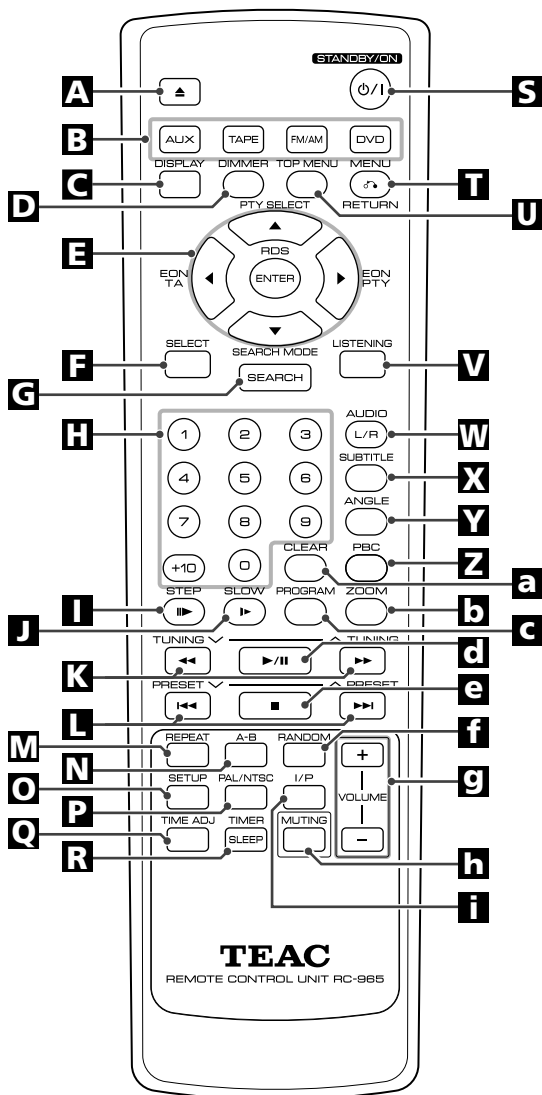 STANDBY/ON
A
S
B
AUX TAPE FM/AM DVD
DISPLAY DIMMER TOP MENU MENU
C
T
D
PTY SELECT RETURN
U
E
RDS
EON TA
ENTER
EON PTY
SELECT
SEARCH MODE
LISTENING
F
V
G
SEARCH
AUDIO
H
1 2 3
L/R
W
SUBTITLE
4 5 6
X
ANGLE
7 8 9
Y
CLEAR PBC
+10 0
Z
a
STEP SLOW PROGRAM ZOOM
I
b
J
c
TUNING TUNING
d
K
PRESET PRESET
e
L
REPEAT A-B RANDOM
f
M
N
+
SETUP PAL/NTSC I/P
g
O
VOLUME
P
TIME ADJ TIMER MUTING
Q
SLEEP
–
R
h
i
TEAC
REMOTE CONTROL UNIT RC-965